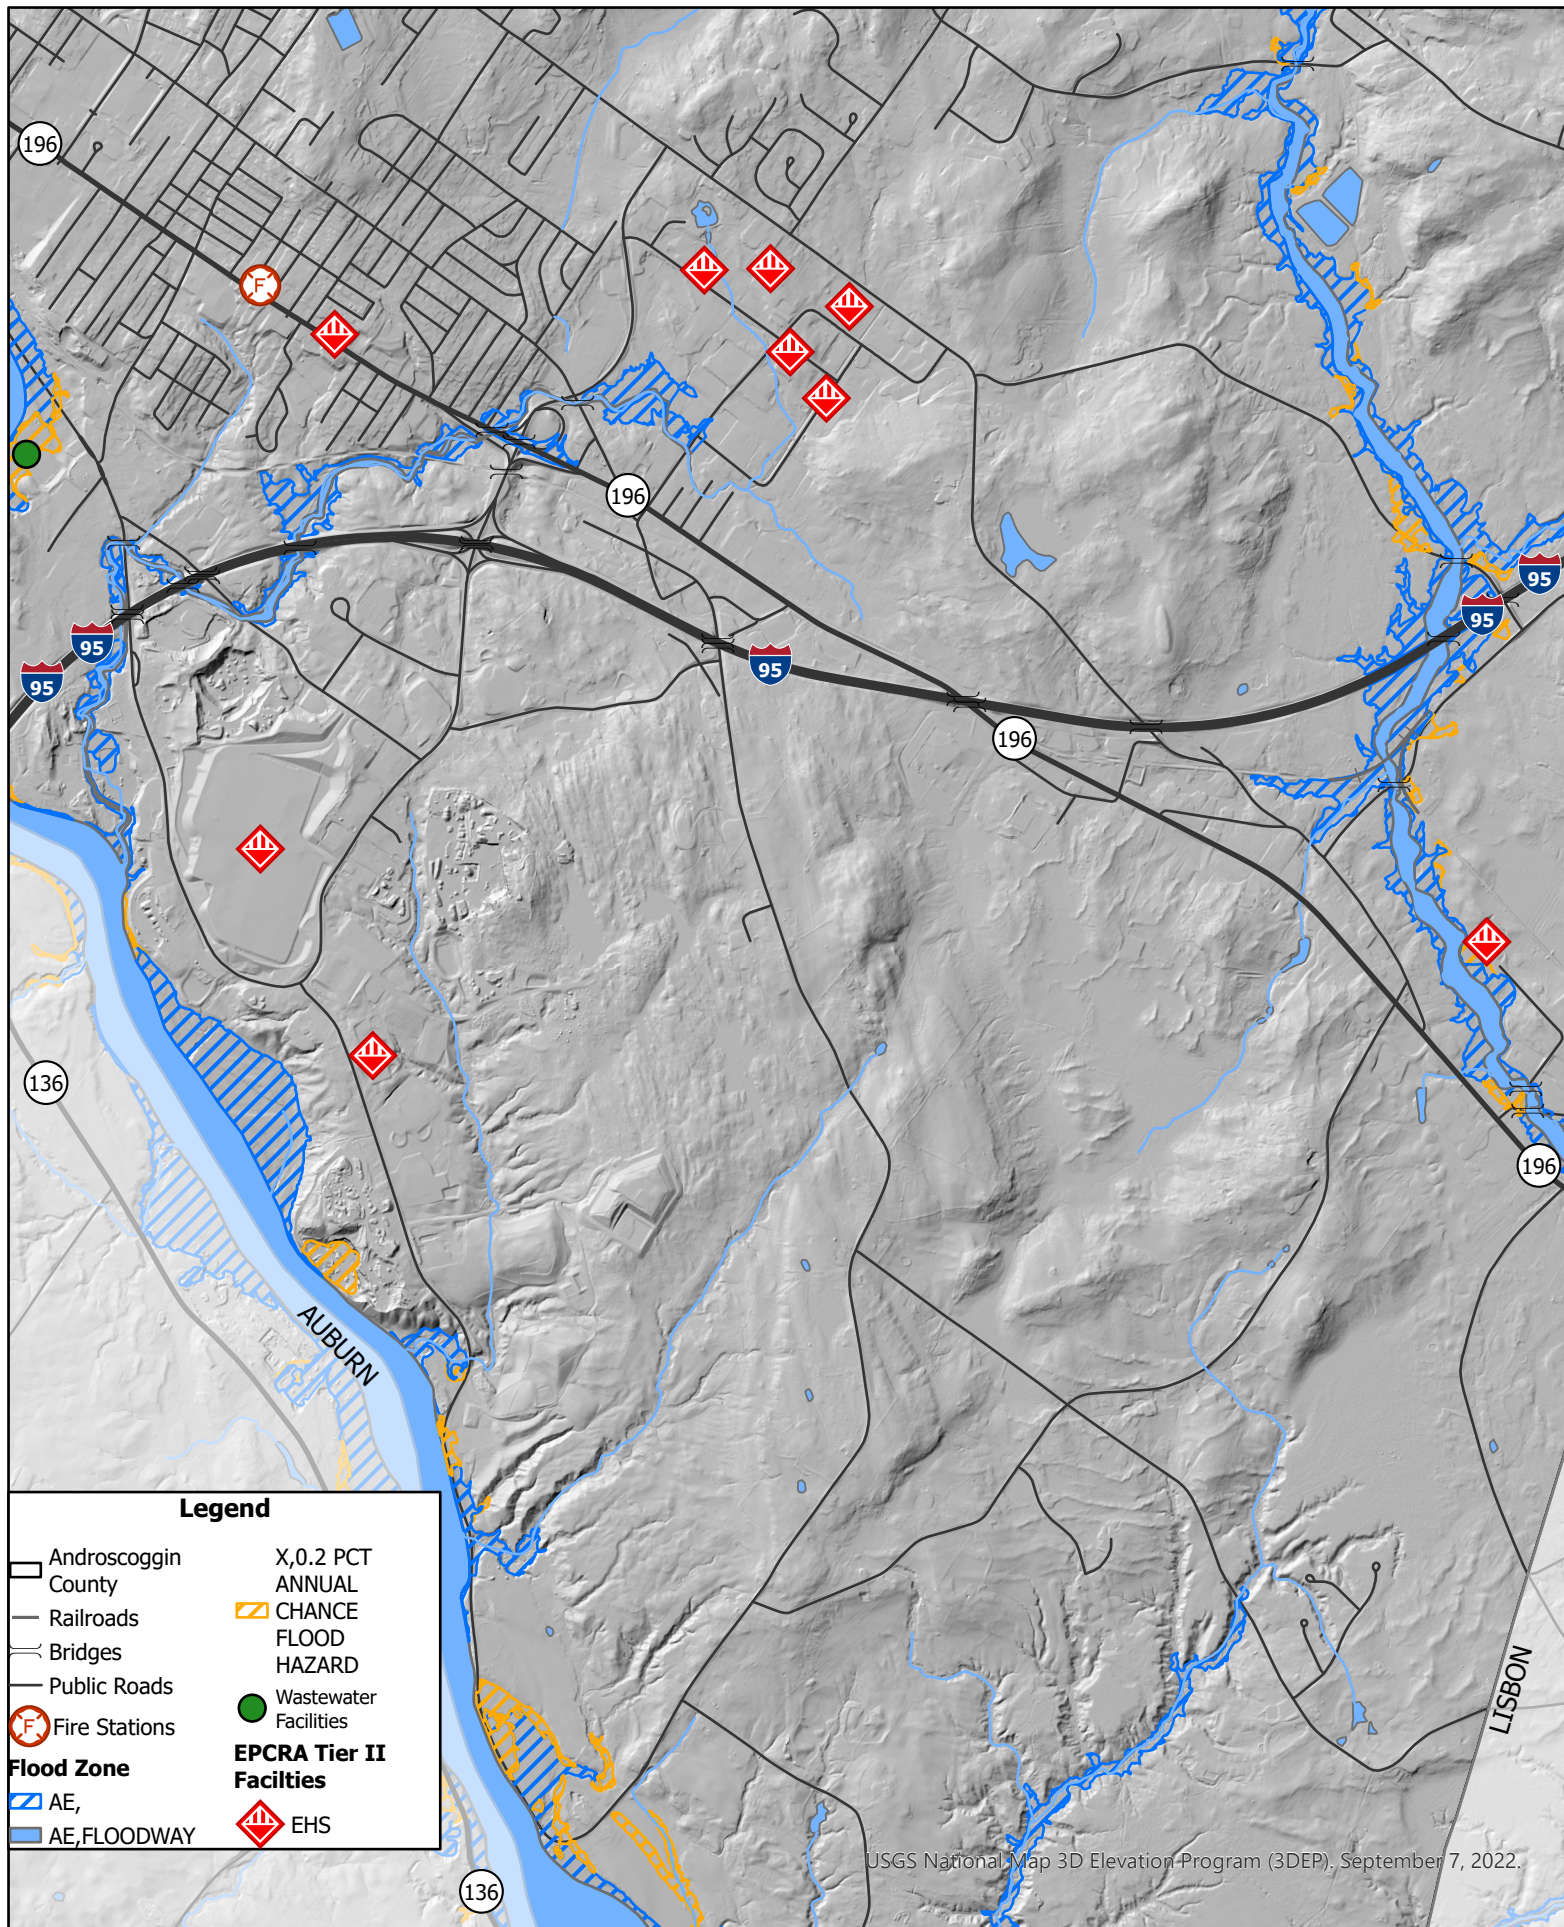 196
F
196
95
95
95
95
95
196
136
196
AUBURN
Legend
Androscoggin
County
Railroads
Bridges
Public Roads
F Fire Stations
Flood Zone
AE,
AE,FLOODWAY
X,0.2 PCT
ANNUAL
CHANCE
FLOOD
HAZARD
Wastewater
Facilities
EPCRA Tier II
Facilties
EHS
LISBON
USGS National Map 3D Elevation Program (3DEP). September 7, 2022.
136